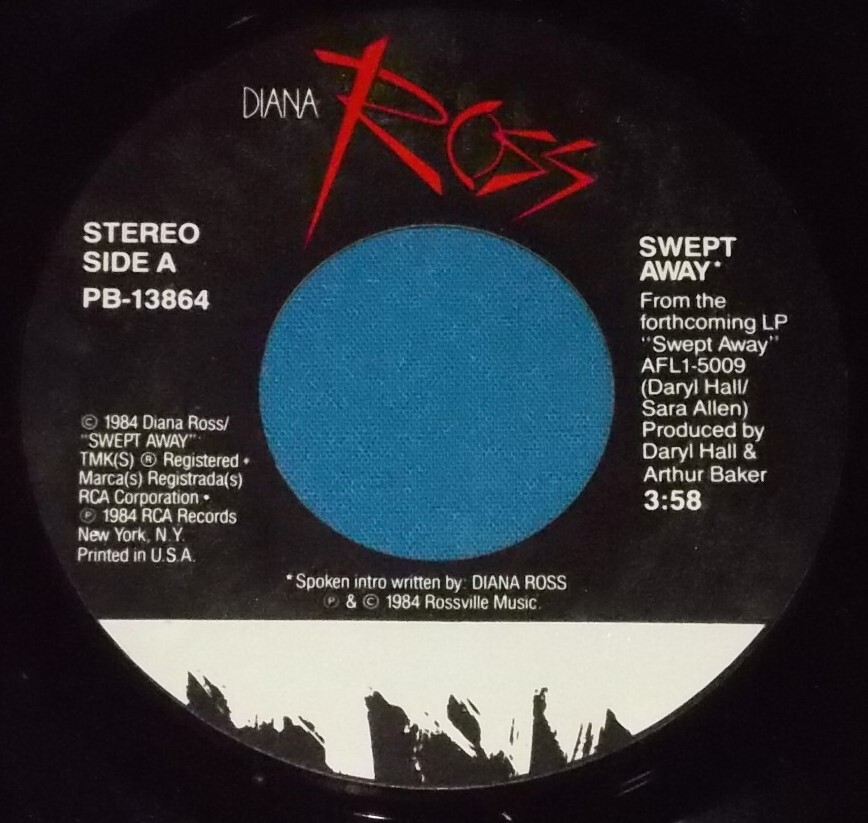 DIANA ROSS
STEREO
SIDE A
PB-13864
SWEPT
AWAY*
From the
forthcoming LP
"Swept Away"
AFL1-5009
(Daryl Hall/
Sara Allen)
Produced by
Daryl Hall &
Arthur Baker
3:58
© 1984 Diana Ross/
"SWEPT AWAY"
TMK(S) ® Registered •
Marca(s) Registrada(s)
RCA Corporation •
℗ 1984 RCA Records
New York, N.Y.
Printed in U.S.A.
*Spoken intro written by: DIANA ROSS
℗ & © 1984 Rossville Music.